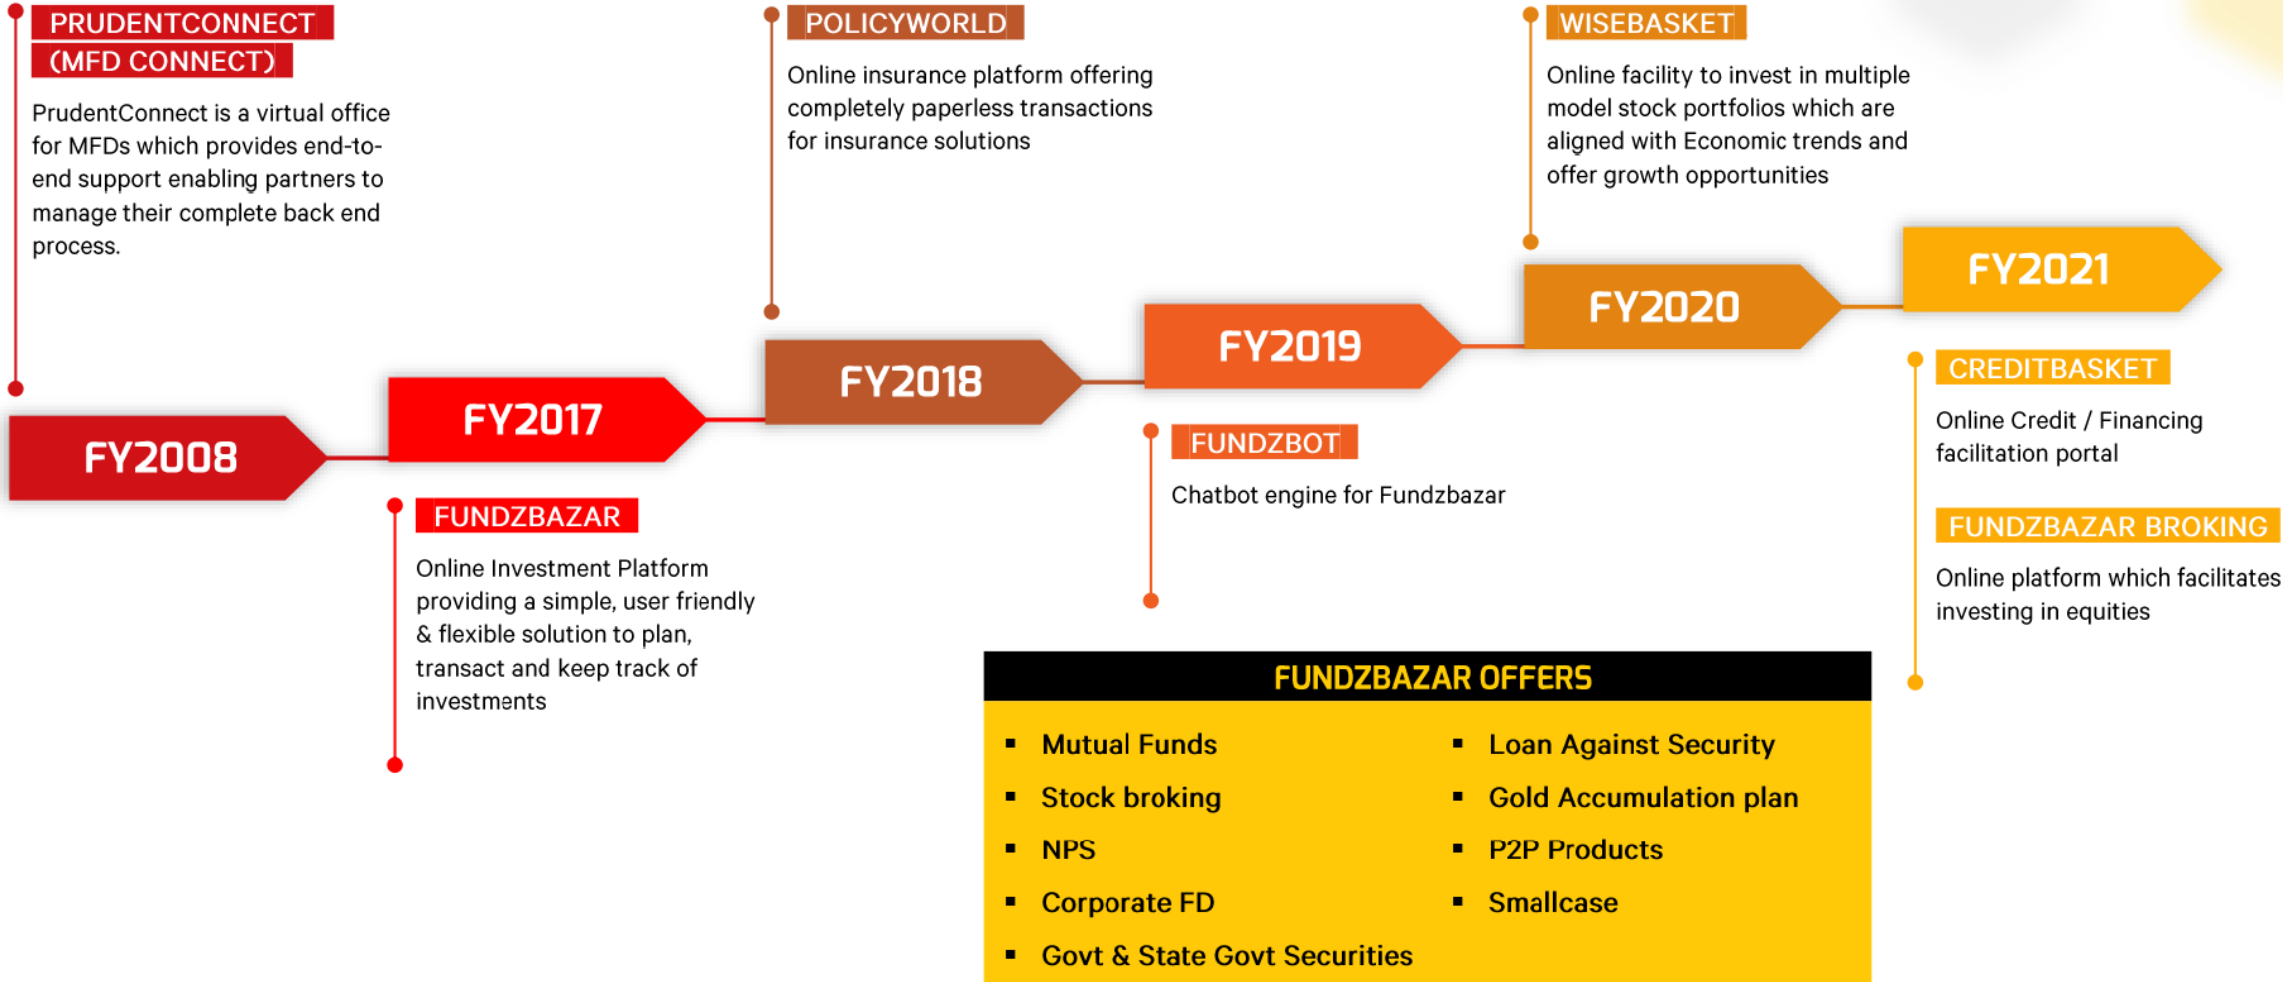 PRUDENTCONNECT
(MFD CONNECT)
PrudentConnect is a virtual office
for MFDs which provides end-to-
end support enabling partners to
manage their complete back end
process.
FY2008
FY2017
FUNDZBAZAR
Online Investment Platform
providing a simple, user friendly
& flexible solution to plan,
transact and keep track of
investments
POLICYWORLD
Online insurance platform offering
completely paperless transactions
for insurance solutions
FY2018
FY2019
FUNDZBOT
Chatbot engine for Fundzbazar
WISEBASKET
Online facility to invest in multiple
model stock portfolios which are
aligned with Economic trends and
offer growth opportunities
FY2020
FY2021
CREDITBASKET
Online Credit / Financing
facilitation portal
FUNDZBAZAR BROKING
Online platform which facilitates
investing in equities
FUNDZBAZAR OFFERS
▪ Mutual Funds
▪ Stock broking
▪ NPS
▪ Corporate FD
▪ Govt & State Govt Securities
▪ Loan Against Security
▪ Gold Accumulation plan
▪ P2P Products
▪ Smallcase